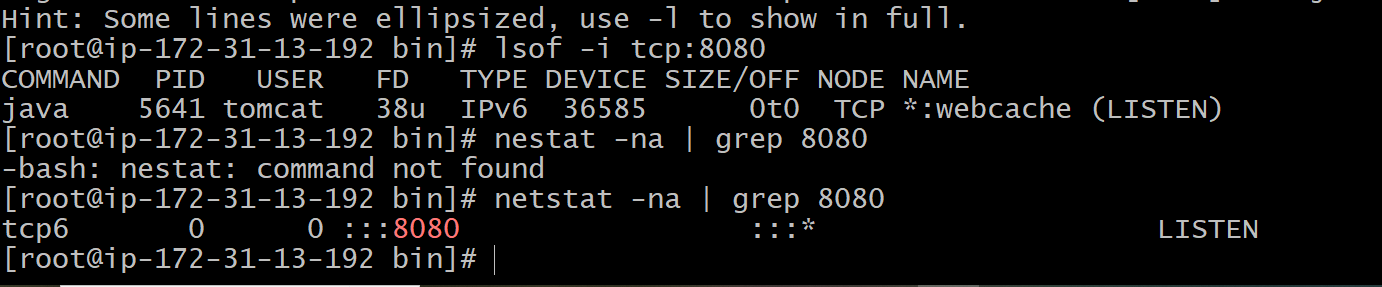 Hint: Some lines were ellipsized, use -l to show in full.
[root@ip-172-31-13-192 bin]# lsof -i tcp:8080
COMMAND  PID   USER   FD   TYPE DEVICE SIZE/OFF NODE NAME
java    5641 tomcat   38u  IPv6  36585      0t0  TCP *:webcache (LISTEN)
[root@ip-172-31-13-192 bin]# nestat -na | grep 8080
-bash: nestat: command not found
[root@ip-172-31-13-192 bin]# netstat -na | grep 8080
tcp6       0      0 :::8080                 :::*                    LISTEN
[root@ip-172-31-13-192 bin]#